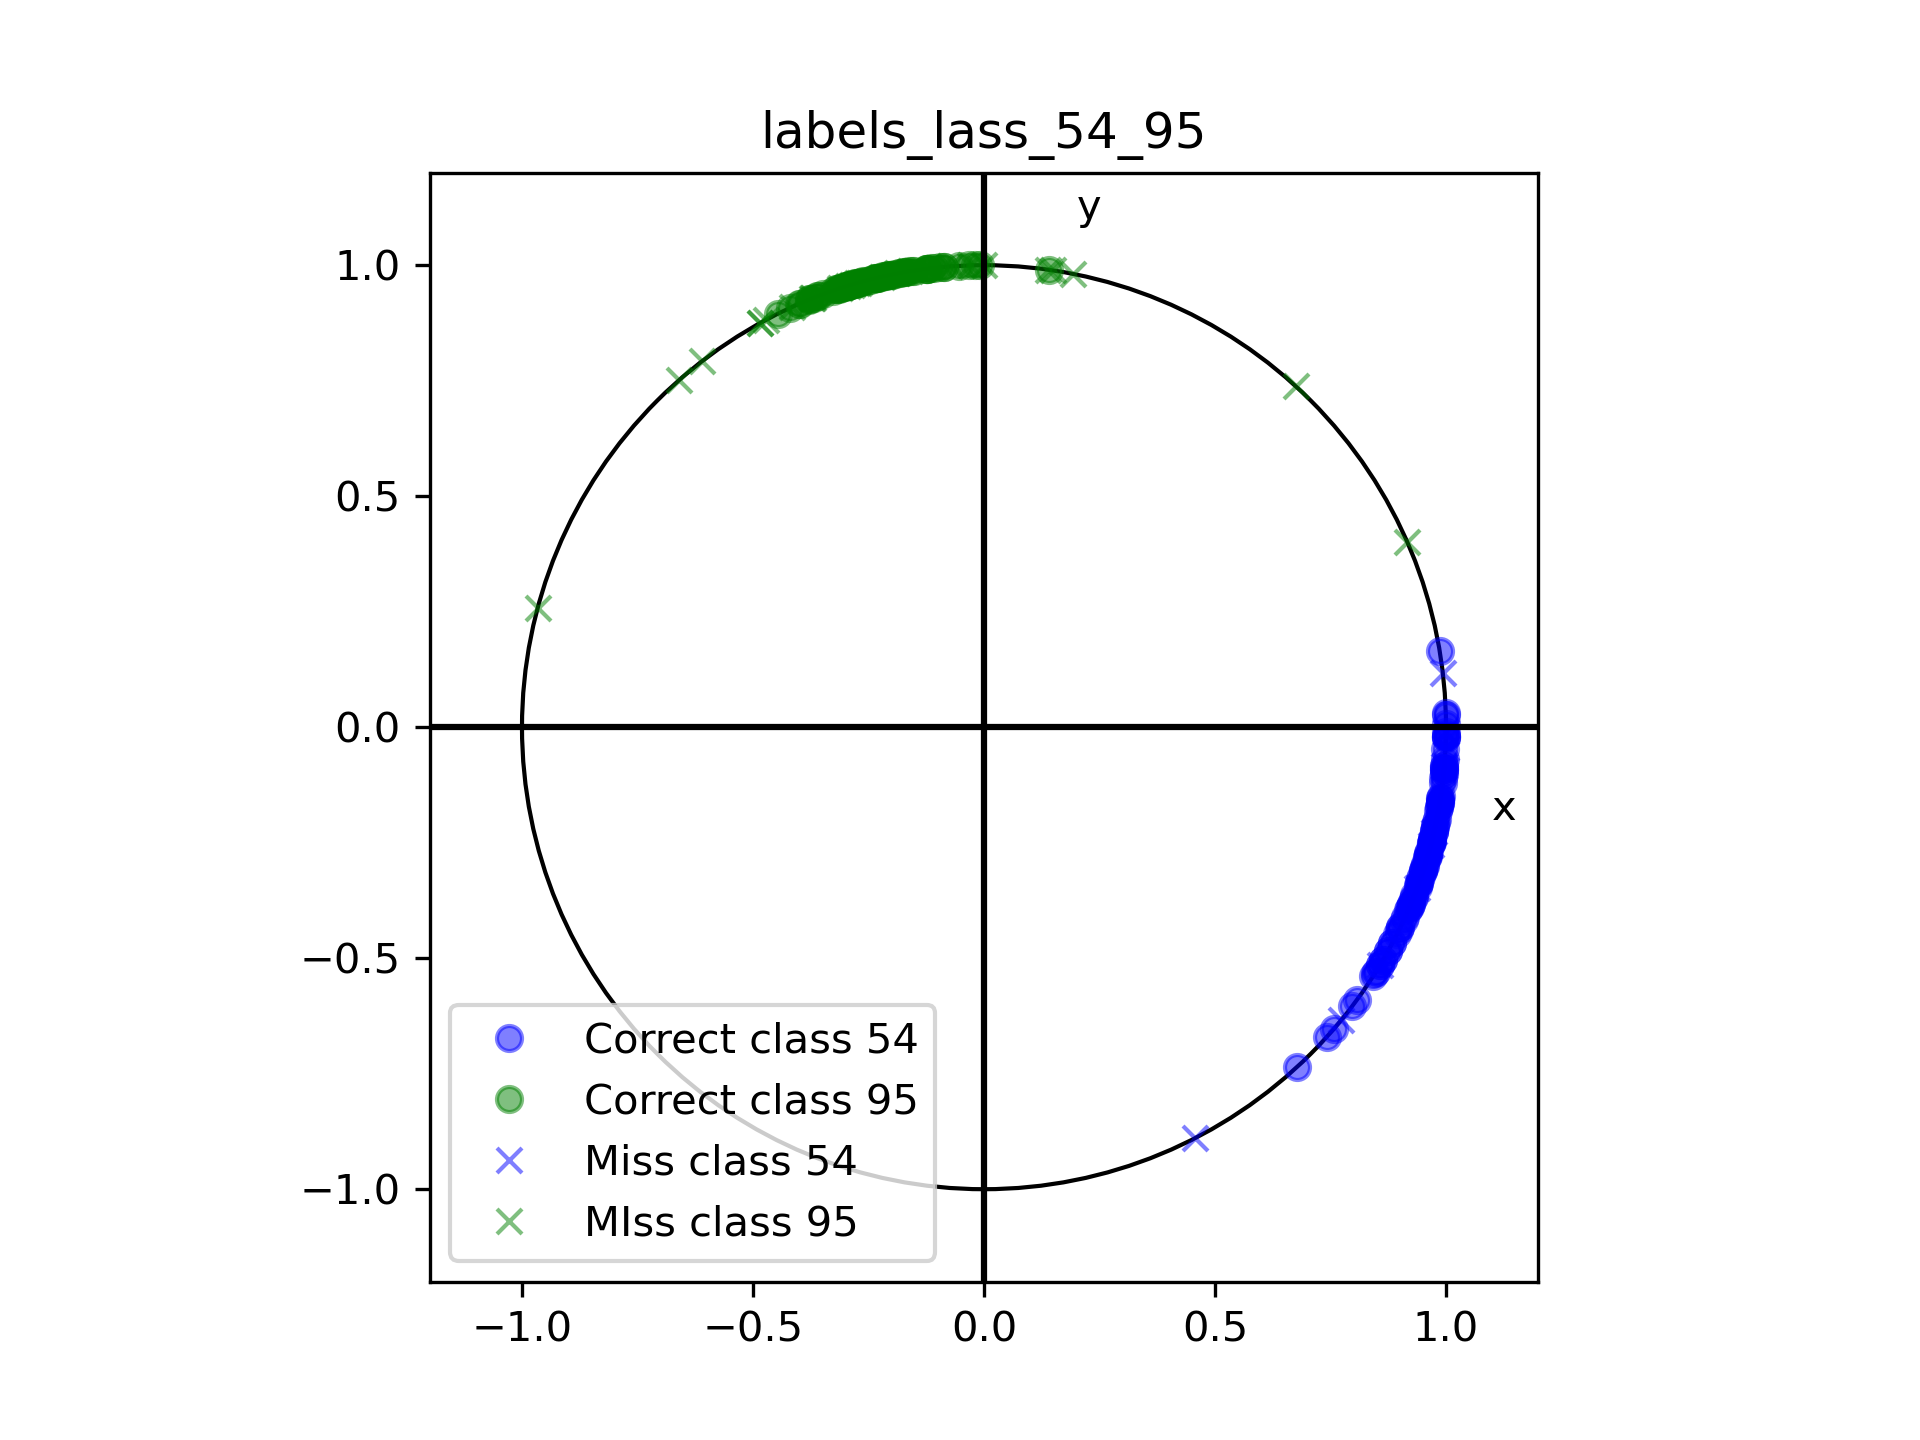 labels_lass_54_95
y
1.0
0.5
0.0
x
−0.5
−1.0
Correct class 54
Correct class 95
Miss class 54
MIss class 95
−1.0 −0.5 0.0 0.5 1.0